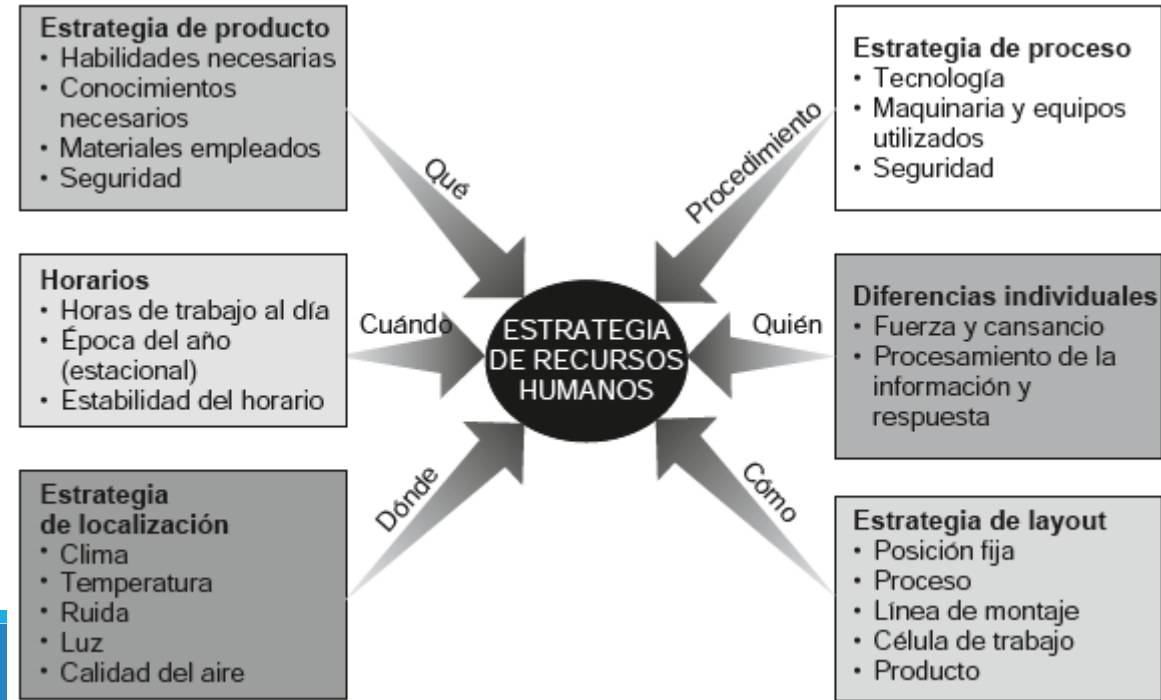 Estrategia de producto
• Habilidades necesarias
• Conocimientos
necesarios
• Materiales empleados
• Seguridad
Qué
Estrategia de proceso
• Tecnología
• Maquinaria y equipos
utilizados
• Seguridad
Procedimiento
Horarios
• Horas de trabajo al día
• Época del año
(estacional)
• Estabilidad del horario
Cuándo
ESTRATEGIA
DE RECURSOS
HUMANOS
Quién
Diferencias individuales
• Fuerza y cansancio
• Procesamiento de la
información y
respuesta
Estrategia
de localización
• Clima
• Temperatura
• Ruida
• Luz
• Calidad del aire
Dónde
Cómo
Estrategia de layout
• Posición fija
• Proceso
• Línea de montaje
• Célula de trabajo
• Producto